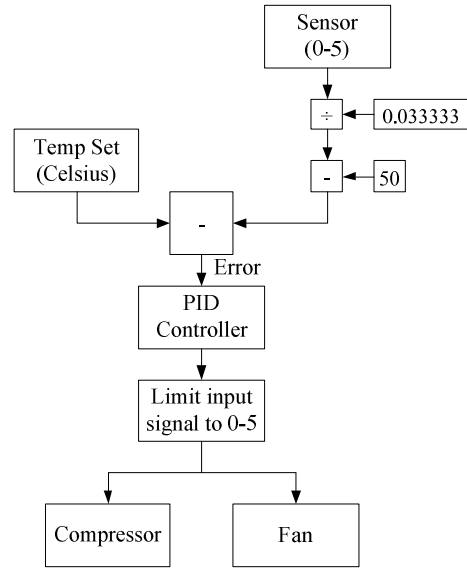 Sensor
(0-5)
÷
0.033333
Temp Set
(Celsius)
-
50
-
Error
PID
Controller
Limit input
signal to 0-5
Compressor
Fan